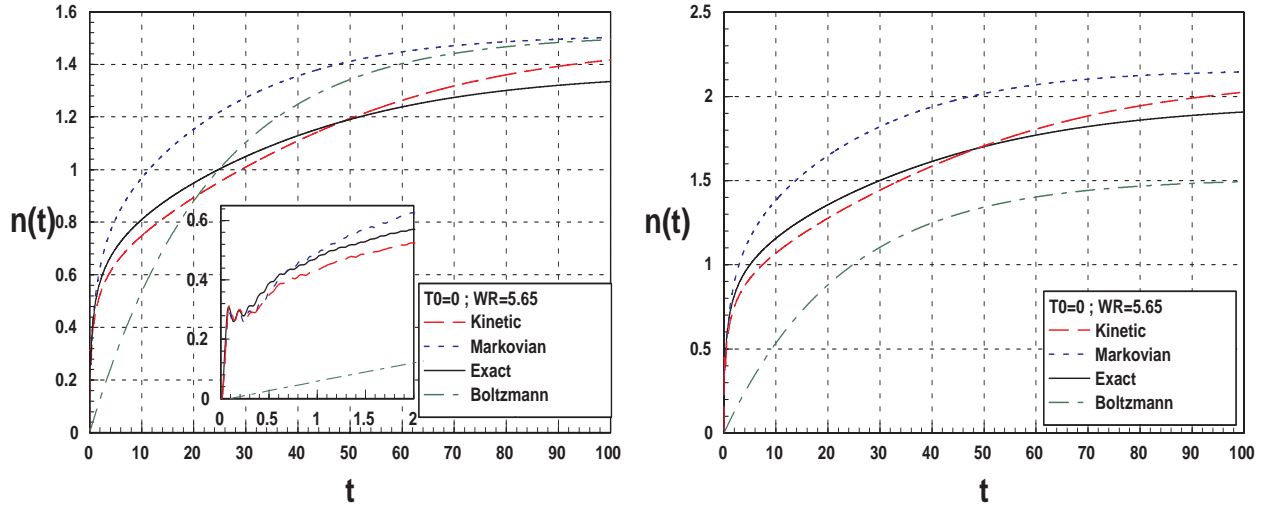 1.6
1.4
1.2
1
0.8
0.6
0.4
0.2
0
n(t)
0.6
0.4
0.2
0
0 0.5 1 1.5 2
T0=0 ; WR=5.65
Kinetic
Markovian
Exact
Boltzmann
0 10 20 30 40 50 60 70 80 90 100
t
2.5
2
1.5
1
0.5
0
n(t)
T0=0 ; WR=5.65
Kinetic
Markovian
Exact
Boltzmann
0 10 20 30 40 50 60 70 80 90 100
t